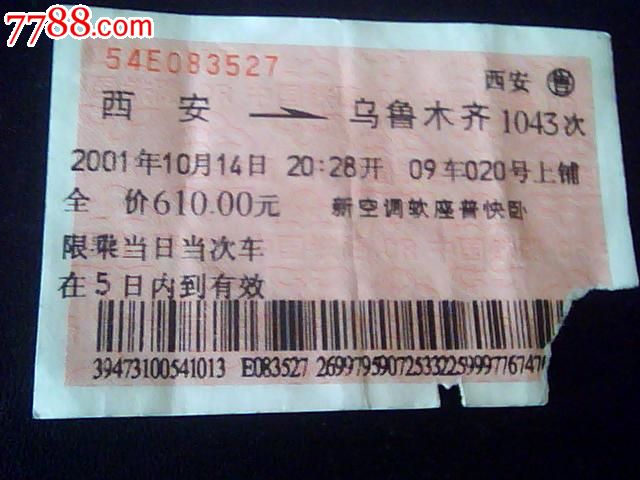 7788.com
54E083527
西安 售
西安 → 乌鲁木齐 1043次
2001年10月14日 20:28开 09车020号上铺
全 价610.00元 新空调软座普快卧
限乘当日当次车
在5日内到有效
39473100541013 E083527 26997959072533225999776747